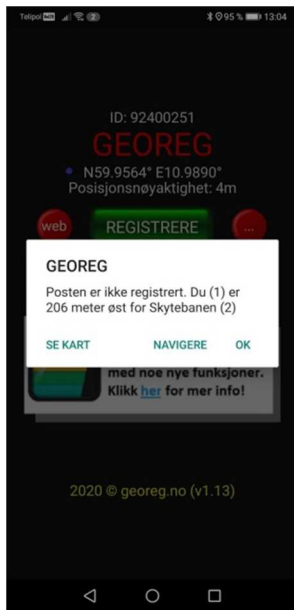 Telipol 95 % 13:04
ID: 92400251
GEOREG
N59.9564° E10.9890°
Posisjonsnøyaktighet: 4m
web REGISTRERE ...
GEOREG
Posten er ikke registrert. Du (1) er
206 meter øst for Skytebanen (2)
SE KART NAVIGERE OK
med noe nye funksjoner.
Klikk her for mer info!
2020 © georeg.no (v1.13)